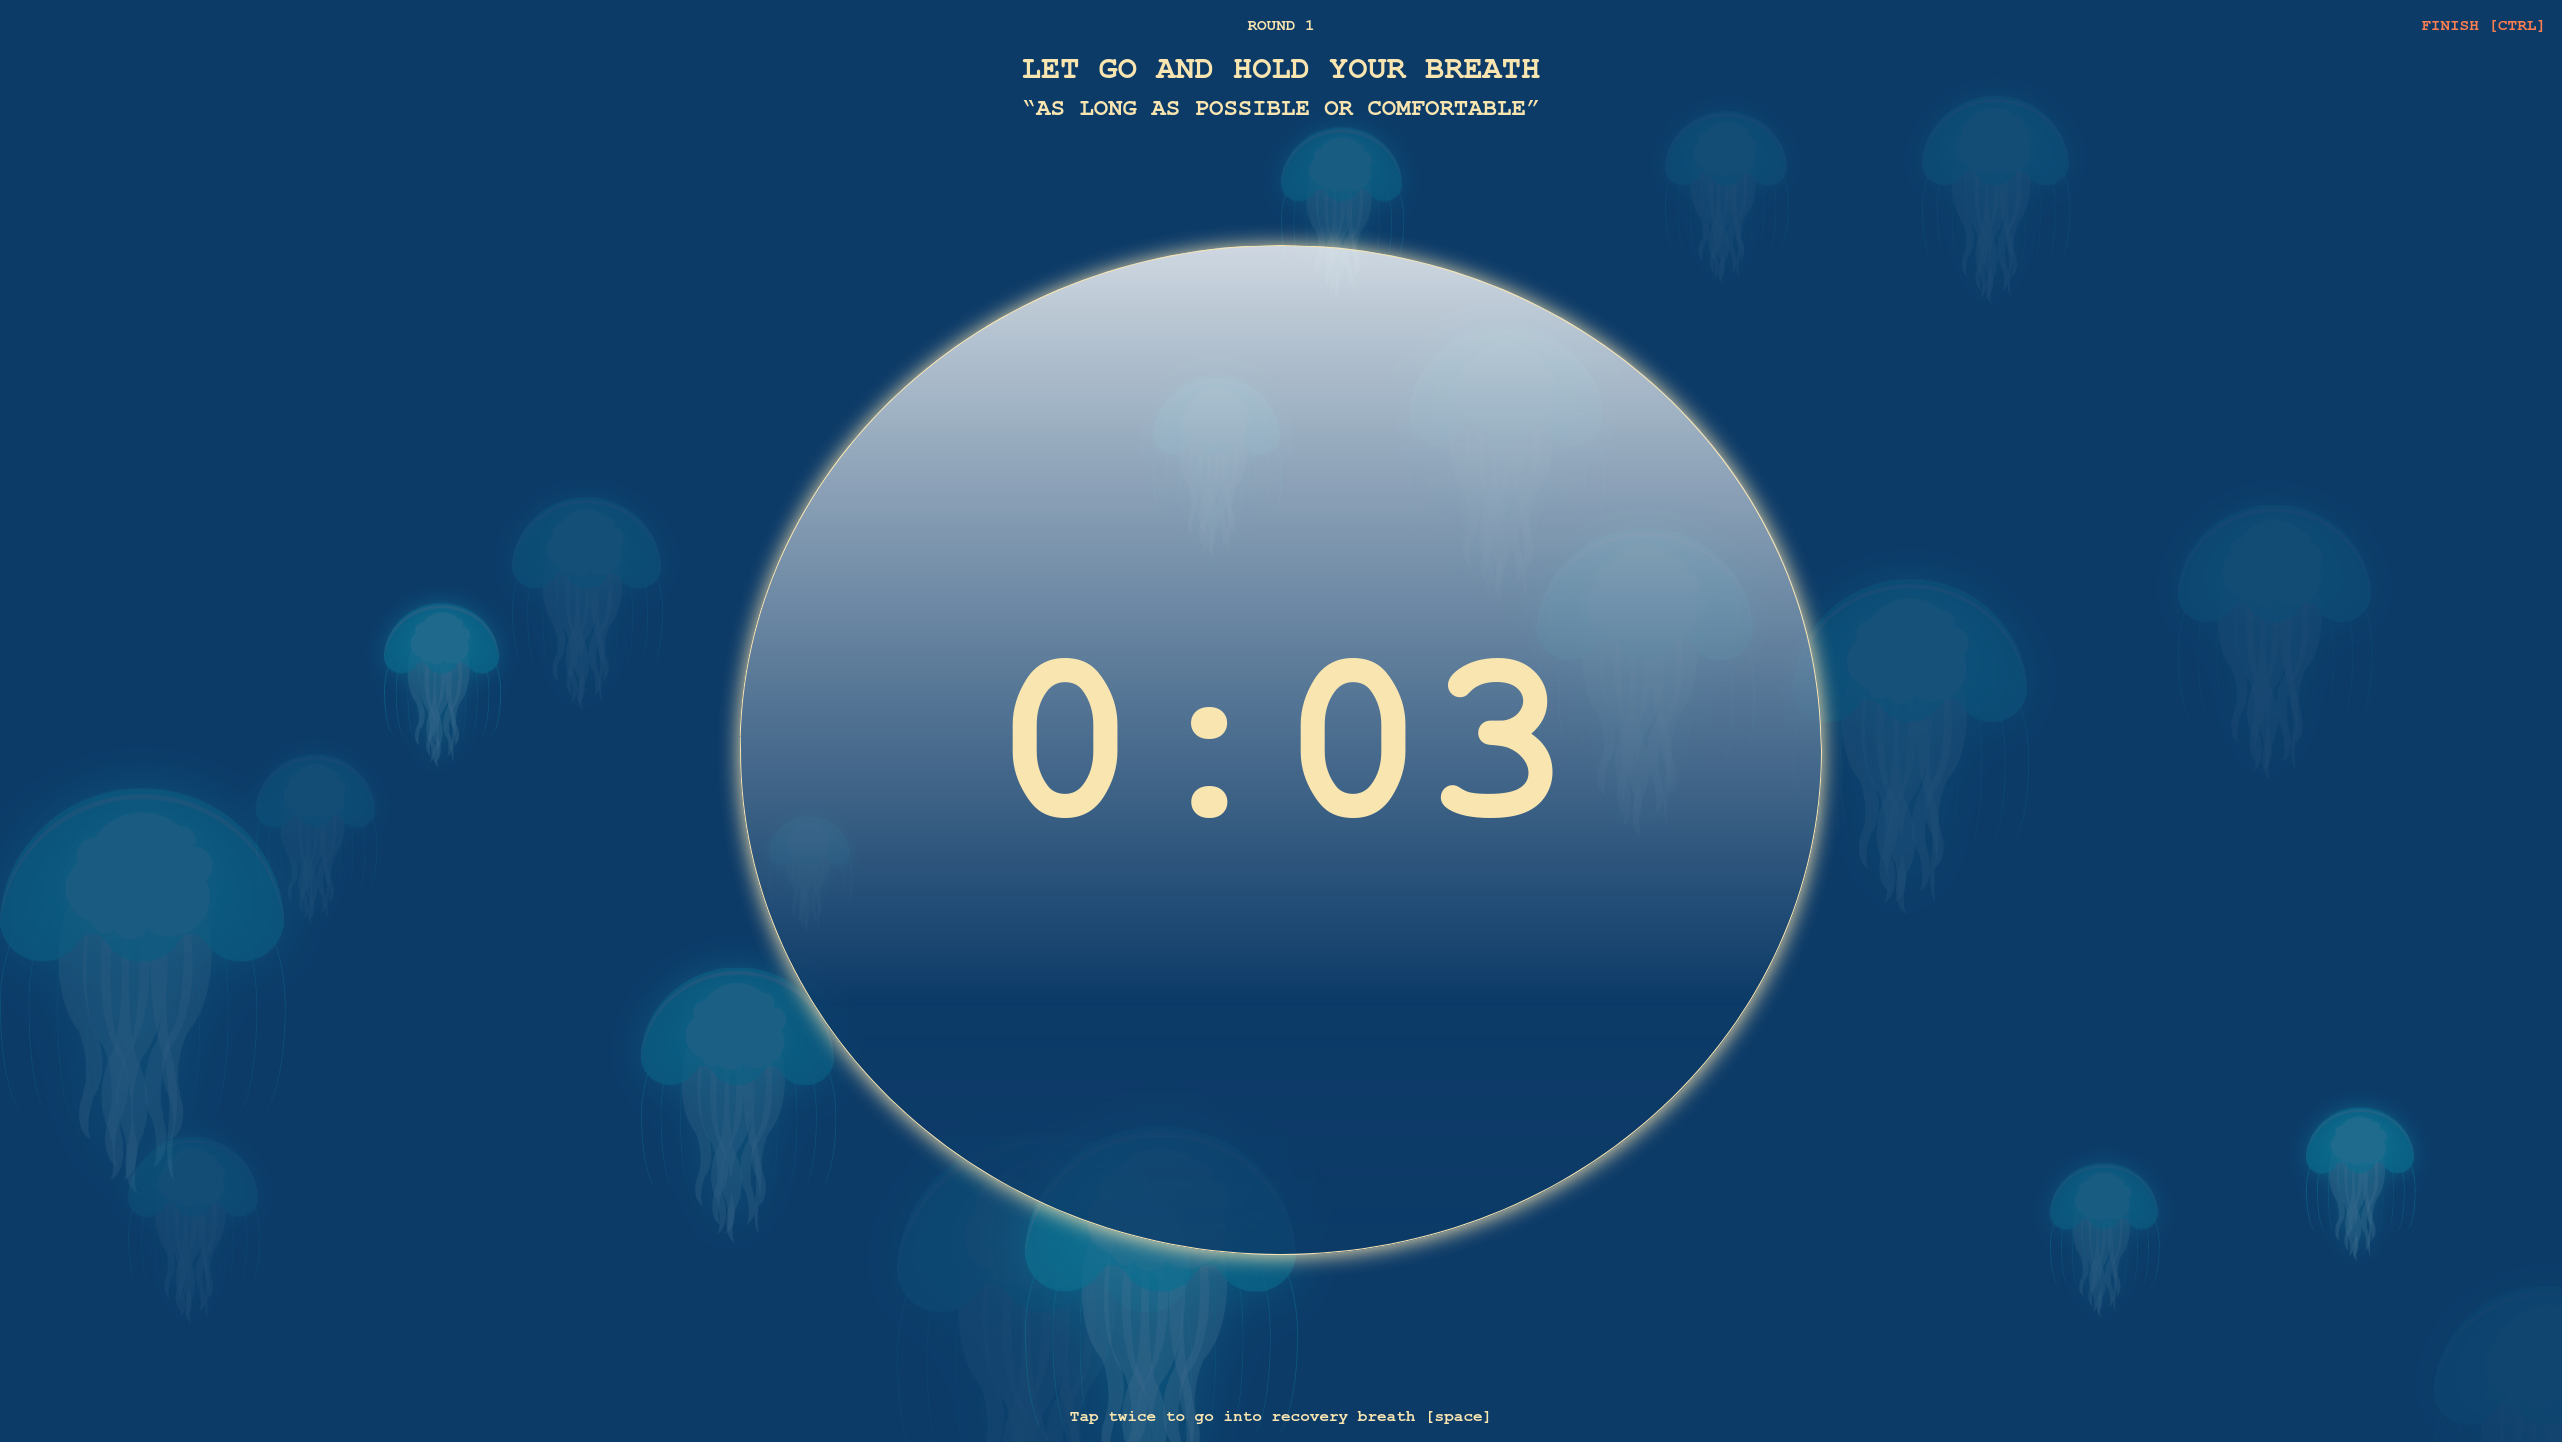 ROUND 1
FINISH [CTRL]
LET GO AND HOLD YOUR BREATH
“AS LONG AS POSSIBLE OR COMFORTABLE”
0:03
Tap twice to go into recovery breath [space]